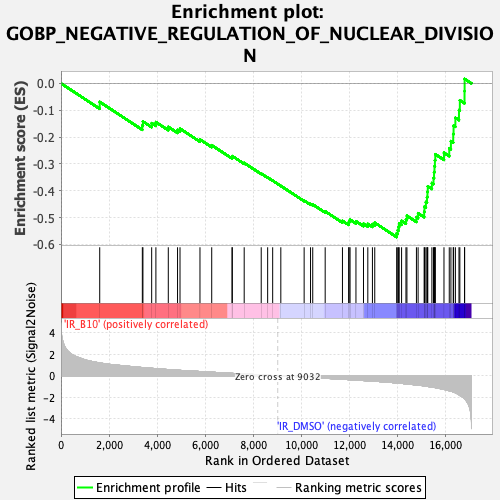 Enrichment plot:
GOBP_NEGATIVE_REGULATION_OF_NUCLEAR_DIVISIO
N
Enrichment score (ES)
0.0
-0.1
-0.2
-0.3
-0.4
-0.5
-0.6
'IR_B10' (positively correlated)
Ranked list metric (Signal2Noise)
4
2
0
-2
-4
Zero cross at 9032
'IR_DMSO' (negatively correlated)
0
2,000
4,000
6,000
8,000
10,000
12,000
14,000
16,000
Rank in Ordered Dataset
Enrichment profile
Hits
Ranking metric scores